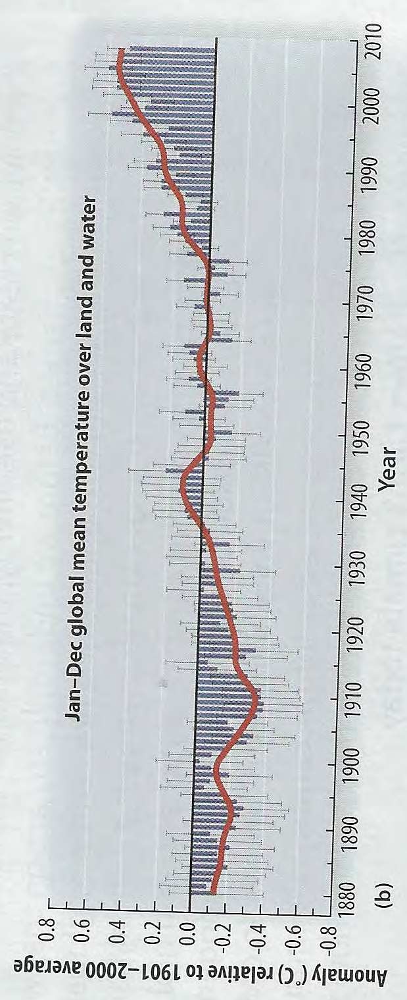 Jan–Dec global mean temperature over land and water
Anomaly (°C) relative to 1901–2000 average
0.8
0.6
0.4
0.2
0.0
-0.2
-0.4
-0.6
-0.8
1880 1890 1900 1910 1920 1930 1940 1950 1960 1970 1980 1990 2000 2010
Year
(b)